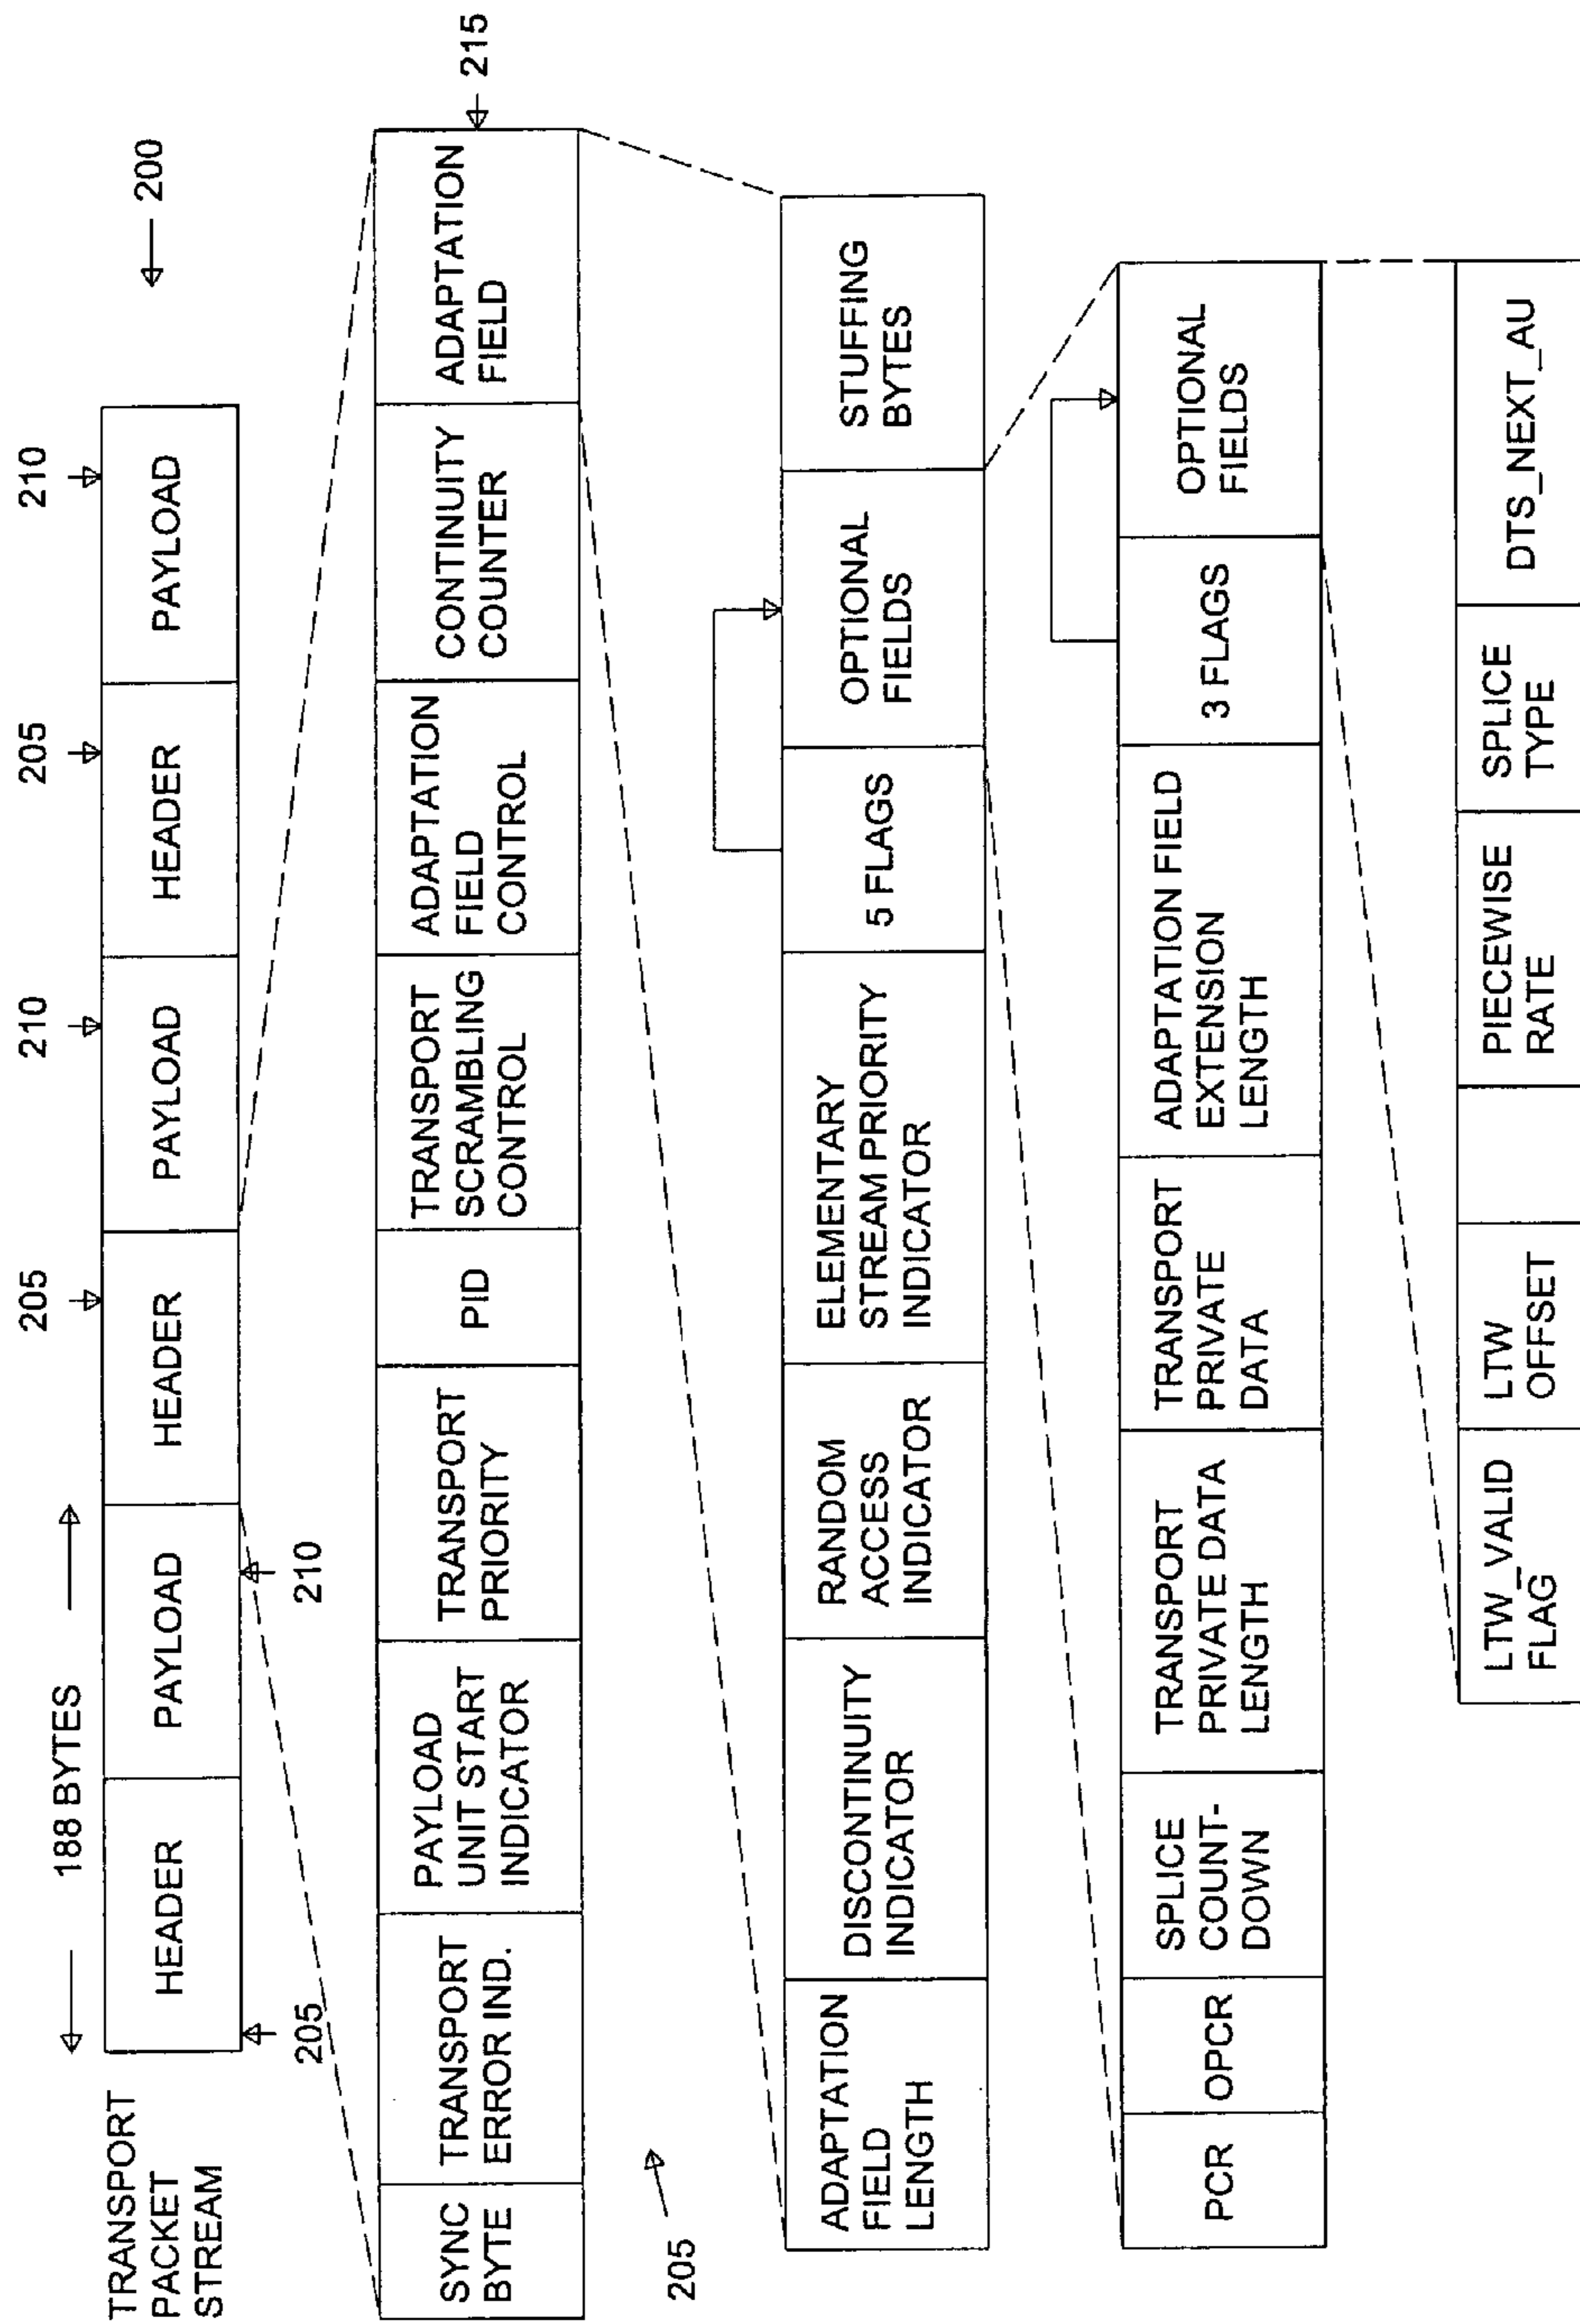 TRANSPORT
PACKET
STREAM
188 BYTES
205
210
205
210
200
HEADER
PAYLOAD
HEADER
PAYLOAD
HEADER
PAYLOAD
205
210
SYNC
BYTE
TRANSPORT
ERROR IND.
PAYLOAD
UNIT START
INDICATOR
TRANSPORT
PRIORITY
PID
TRANSPORT
SCRAMBLING
CONTROL
ADAPTATION
FIELD
CONTROL
CONTINUITY
COUNTER
ADAPTATION
FIELD
215
205
ADAPTATION
FIELD
LENGTH
DISCONTINUITY
INDICATOR
RANDOM
ACCESS
INDICATOR
ELEMENTARY
STREAM PRIORITY
INDICATOR
5 FLAGS
OPTIONAL
FIELDS
STUFFING
BYTES
PCR
OPCR
SPLICE
COUNT-
DOWN
TRANSPORT
PRIVATE DATA
LENGTH
TRANSPORT
PRIVATE
DATA
ADAPTATION FIELD
EXTENSION
LENGTH
3 FLAGS
OPTIONAL
FIELDS
LTW_VALID
FLAG
LTW
OFFSET
PIECEWISE
RATE
SPLICE
TYPE
DTS_NEXT_AU